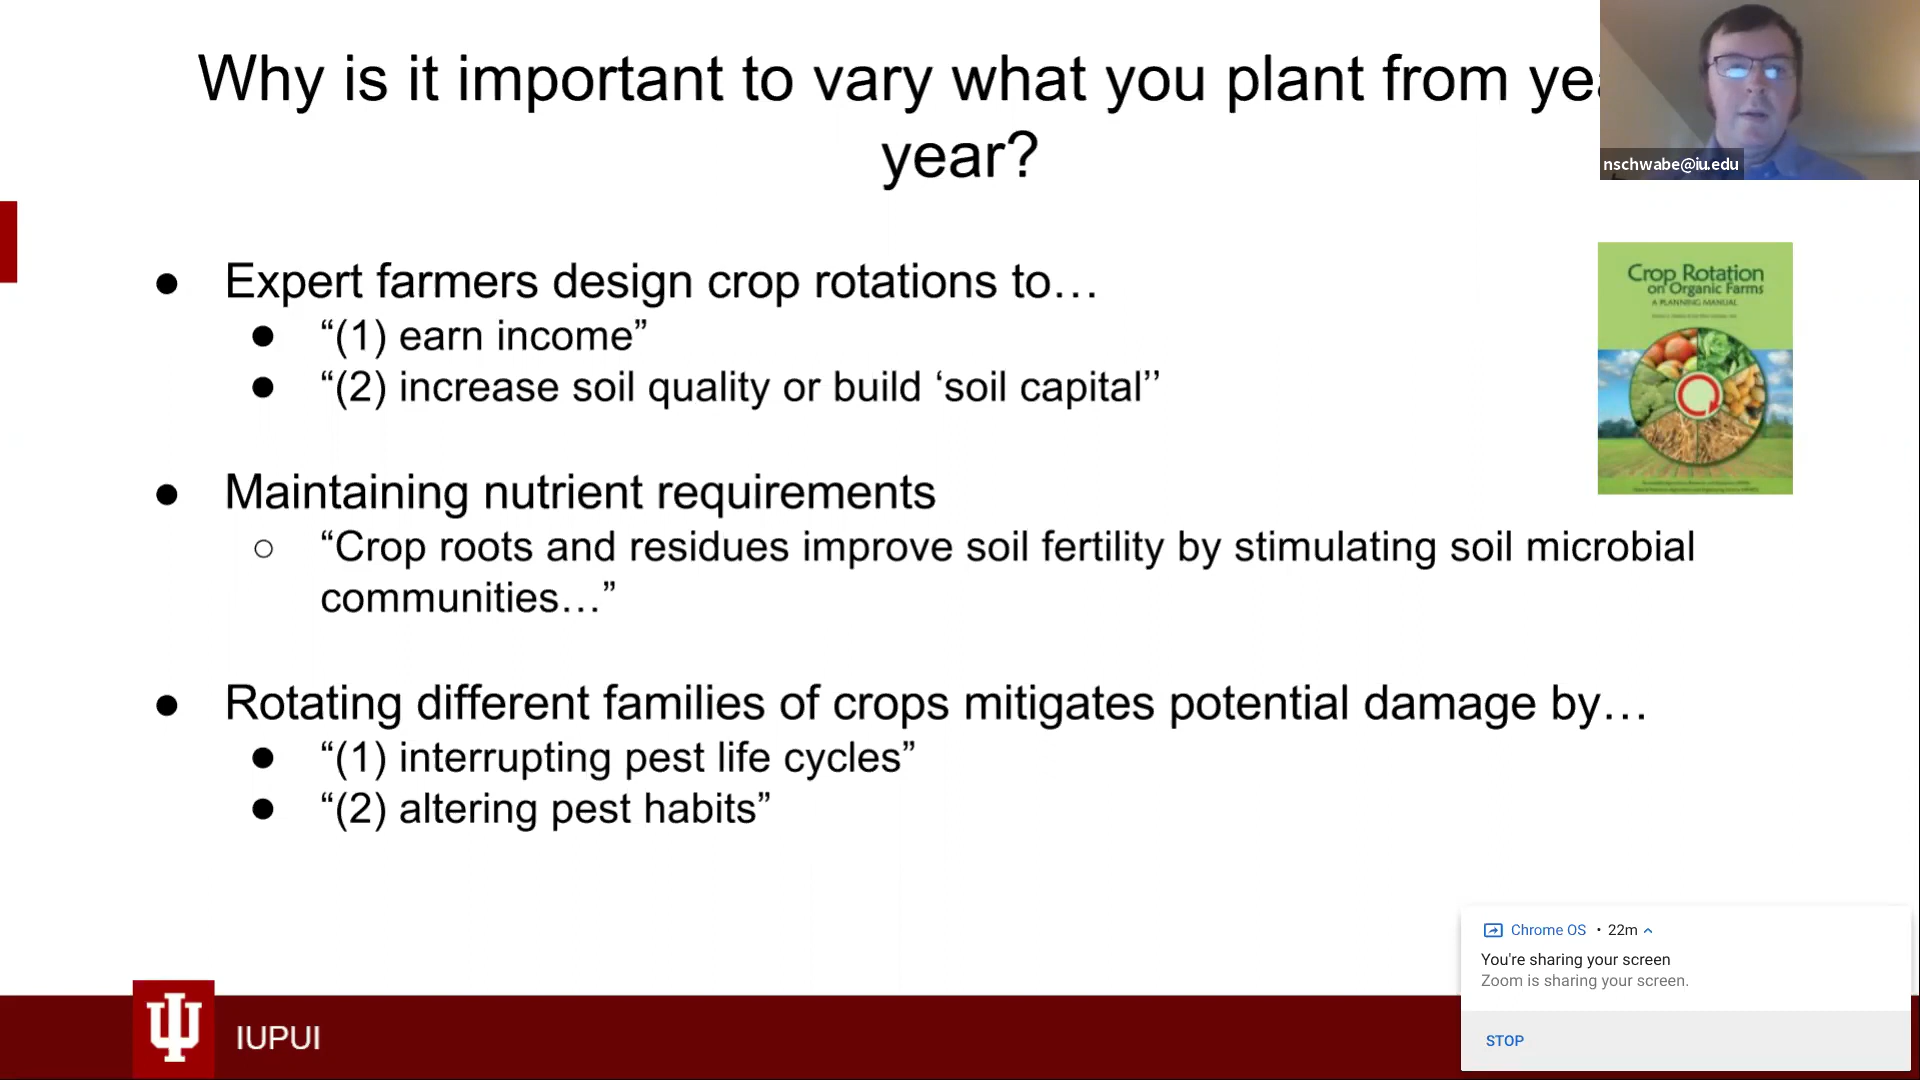 Why is it important to vary what you plant from
year?
nschwabe@iu.edu
● Expert farmers design crop rotations to…
● “(1) earn income”
● “(2) increase soil quality or build ‘soil capital’’
Crop Rotation
on Organic Farms
A PLANNING MANUAL
● Maintaining nutrient requirements
○ “Crop roots and residues improve soil fertility by stimulating soil microbial
communities…”
● Rotating different families of crops mitigates potential damage by…
● “(1) interrupting pest life cycles”
● “(2) altering pest habits”
Chrome OS • 22m
You're sharing your screen
Zoom is sharing your screen.
STOP
IUPUI